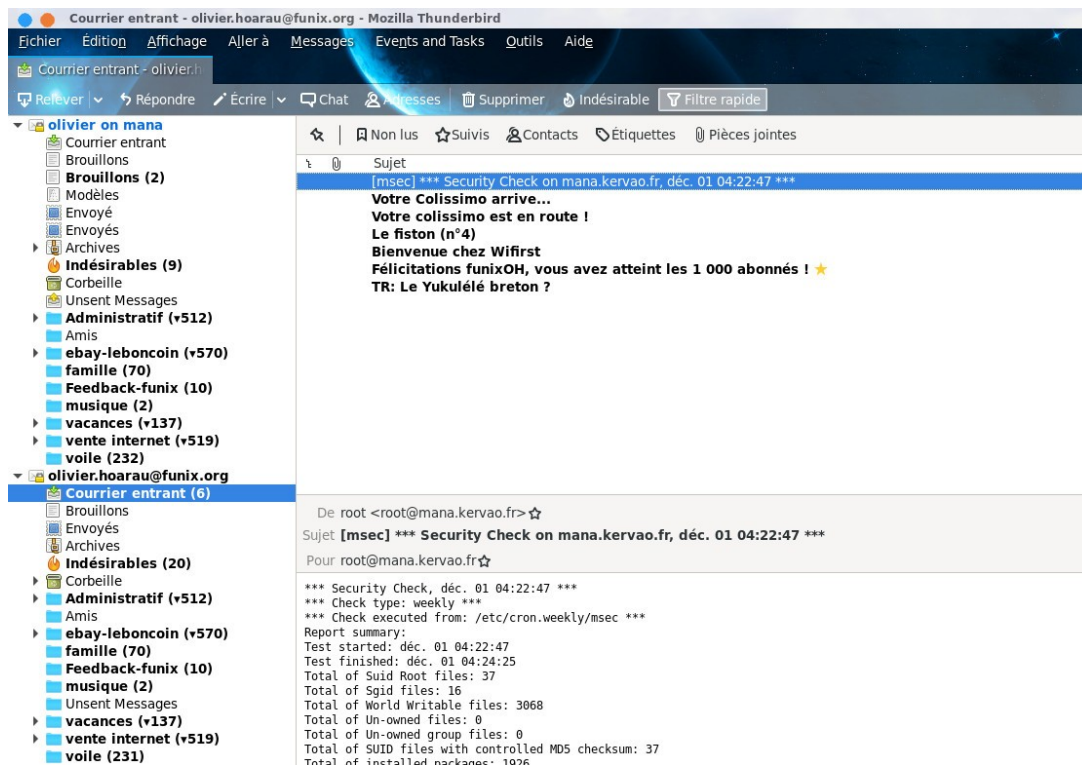 Courrier entrant - olivier.hoarau@funix.org - Mozilla Thunderbird
Fichier Édition Affichage Aller à Messages Events and Tasks Outils Aide
Courrier entrant - olivier.h
Relever Répondre Écrire Chat Adresses Supprimer Indésirable Filtre rapide
olivier on mana
Courrier entrant
Brouillons
Brouillons (2)
Modèles
Envoyé
Envoyés
Archives
Indésirables (9)
Corbeille
Unsent Messages
Administratif (▾512)
Amis
ebay-leboncoin (▾570)
famille (70)
Feedback-funix (10)
musique (2)
vacances (▾137)
vente internet (▾519)
voile (232)
olivier.hoarau@funix.org
Courrier entrant (6)
Brouillons
Envoyés
Archives
Indésirables (20)
Corbeille
Administratif (▾512)
Amis
ebay-leboncoin (▾570)
famille (70)
Feedback-funix (10)
musique (2)
Unsent Messages
vacances (▾137)
vente internet (▾519)
voile (231)
Non lus Suivis Contacts Étiquettes Pièces jointes
Sujet
[msec] *** Security Check on mana.kervao.fr, déc. 01 04:22:47 ***
Votre Colissimo arrive...
Votre colissimo est en route !
Le fiston (n°4)
Bienvenue chez Wifirst
Félicitations funixOH, vous avez atteint les 1 000 abonnés ! ⭐
TR: Le Yukulélé breton ?
De root <root@mana.kervao.fr>
Sujet [msec] *** Security Check on mana.kervao.fr, déc. 01 04:22:47 ***
Pour root@mana.kervao.fr
*** Security Check, déc. 01 04:22:47 ***
*** Check type: weekly ***
*** Check executed from: /etc/cron.weekly/msec ***
Report summary:
Test started: déc. 01 04:22:47
Test finished: déc. 01 04:24:25
Total of Suid Root files: 37
Total of Sgid files: 16
Total of World Writable files: 3068
Total of Un-owned files: 0
Total of Un-owned group files: 0
Total of SUID files with controlled MD5 checksum: 37
Total of installed packages: 1926